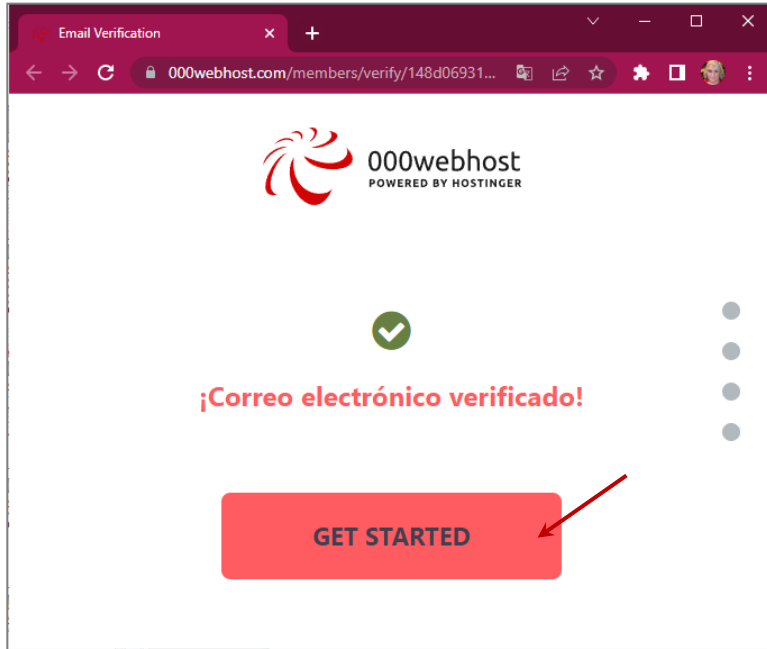 Email Verification
000webhost.com/members/verify/148d06931...
000webhost
POWERED BY HOSTINGER
¡Correo electrónico verificado!
GET STARTED